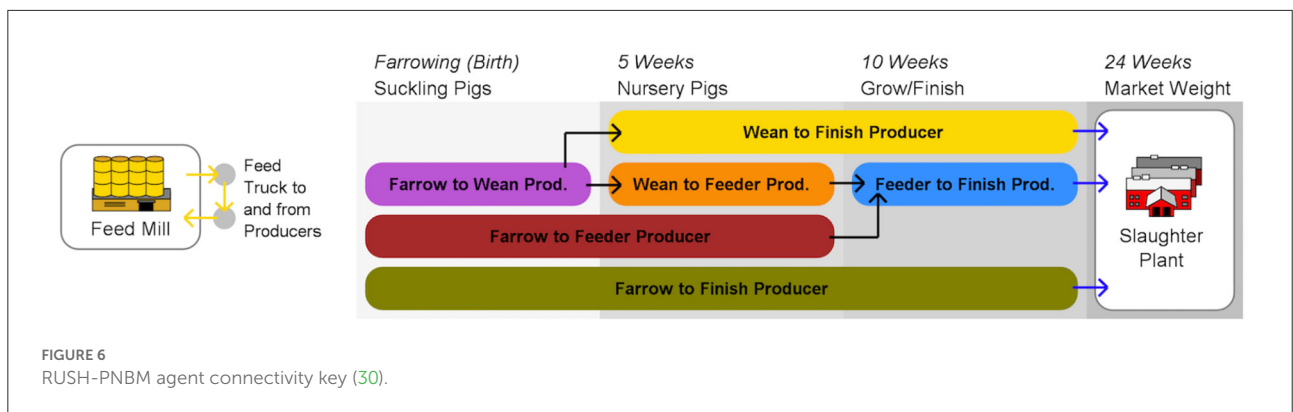 Farrowing (Birth)
Suckling Pigs
5 Weeks
Nursery Pigs
10 Weeks
Grow/Finish
24 Weeks
Market Weight
Wean to Finish Producer
Farrow to Wean Prod.
Wean to Feeder Prod.
Feeder to Finish Prod.
Farrow to Feeder Producer
Farrow to Finish Producer
Feed Mill
Feed
Truck to
and from
Producers
Slaughter
Plant
FIGURE 6
RUSH-PNBM agent connectivity key (30).